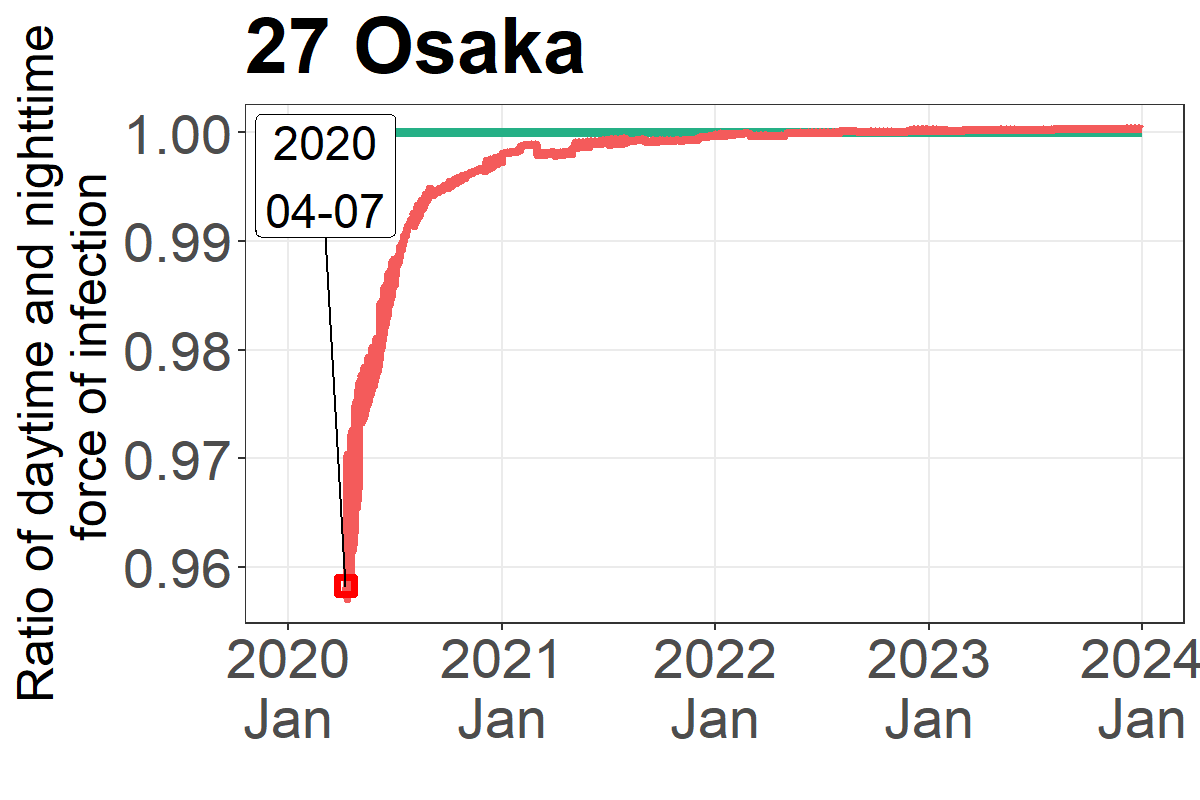 27 Osaka
Ratio of daytime and nighttime
force of infection
1.00
0.99
0.98
0.97
0.96
2020
04-07
2020
Jan
2021
Jan
2022
Jan
2023
Jan
2024
Jan